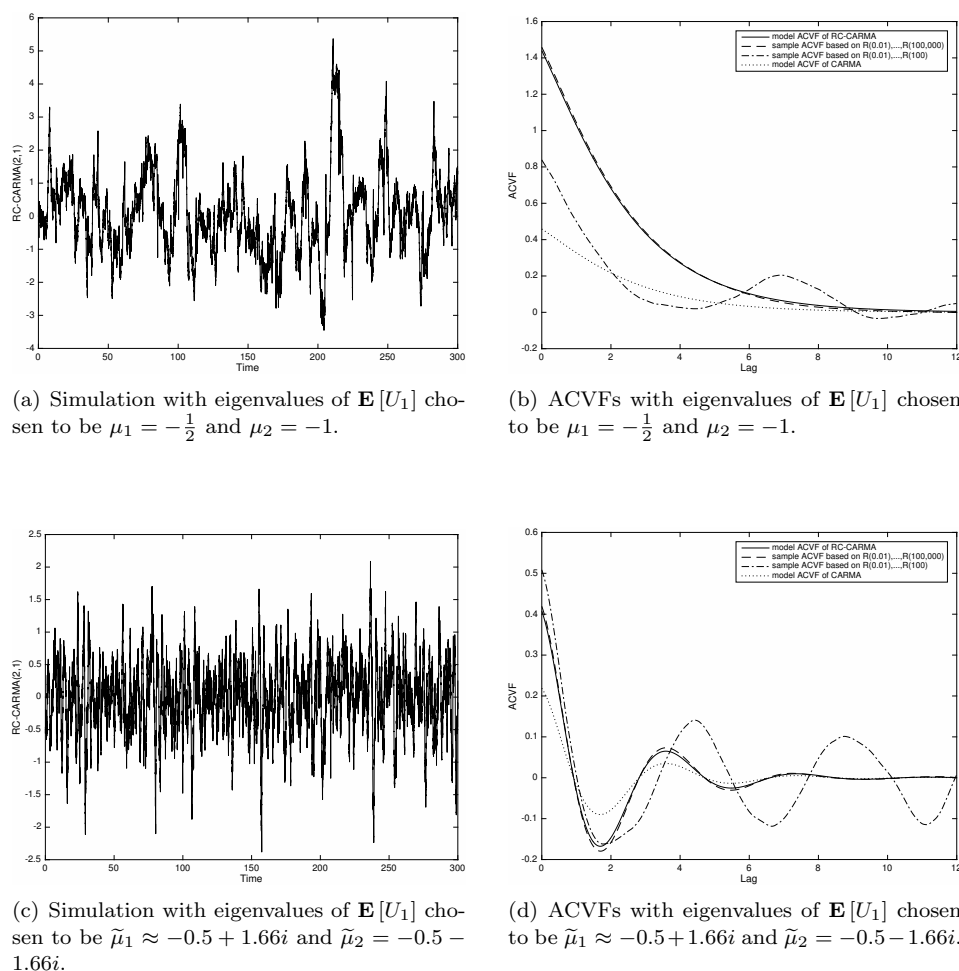 6
5
4
3
2
1
0
-1
-2
-3
-4
RC-CARMA(2,1)
0 50 100 150 200 250 300
Time
(a) Simulation with eigenvalues of E [U1] cho-
sen to be μ1 = −1/2 and μ2 = −1.
1.6
1.4
1.2
1
0.8
0.6
0.4
0.2
0
-0.2
ACVF
model ACVF of RC-CARMA
sample ACVF based on R(0.01),...,R(100,000)
sample ACVF based on R(0.01),...,R(100)
model ACVF of CARMA
0 2 4 6 8 10 12
Lag
(b) ACVFs with eigenvalues of E [U1] chosen
to be μ1 = −1/2 and μ2 = −1.
2.5
2
1.5
1
0.5
0
-0.5
-1
-1.5
-2
-2.5
RC-CARMA(2,1)
0 50 100 150 200 250 300
Time
(c) Simulation with eigenvalues of E [U1] cho-
sen to be μ̃1 ≈ −0.5 + 1.66i and μ̃2 = −0.5 −
1.66i.
0.6
0.5
0.4
0.3
0.2
0.1
0
-0.1
-0.2
ACVF
model ACVF of RC-CARMA
sample ACVF based on R(0.01),...,R(100,000)
sample ACVF based on R(0.01),...,R(100)
model ACVF of CARMA
0 2 4 6 8 10 12
Lag
(d) ACVFs with eigenvalues of E [U1] chosen
to be μ̃1 ≈ −0.5+1.66i and μ̃2 = −0.5−1.66i.